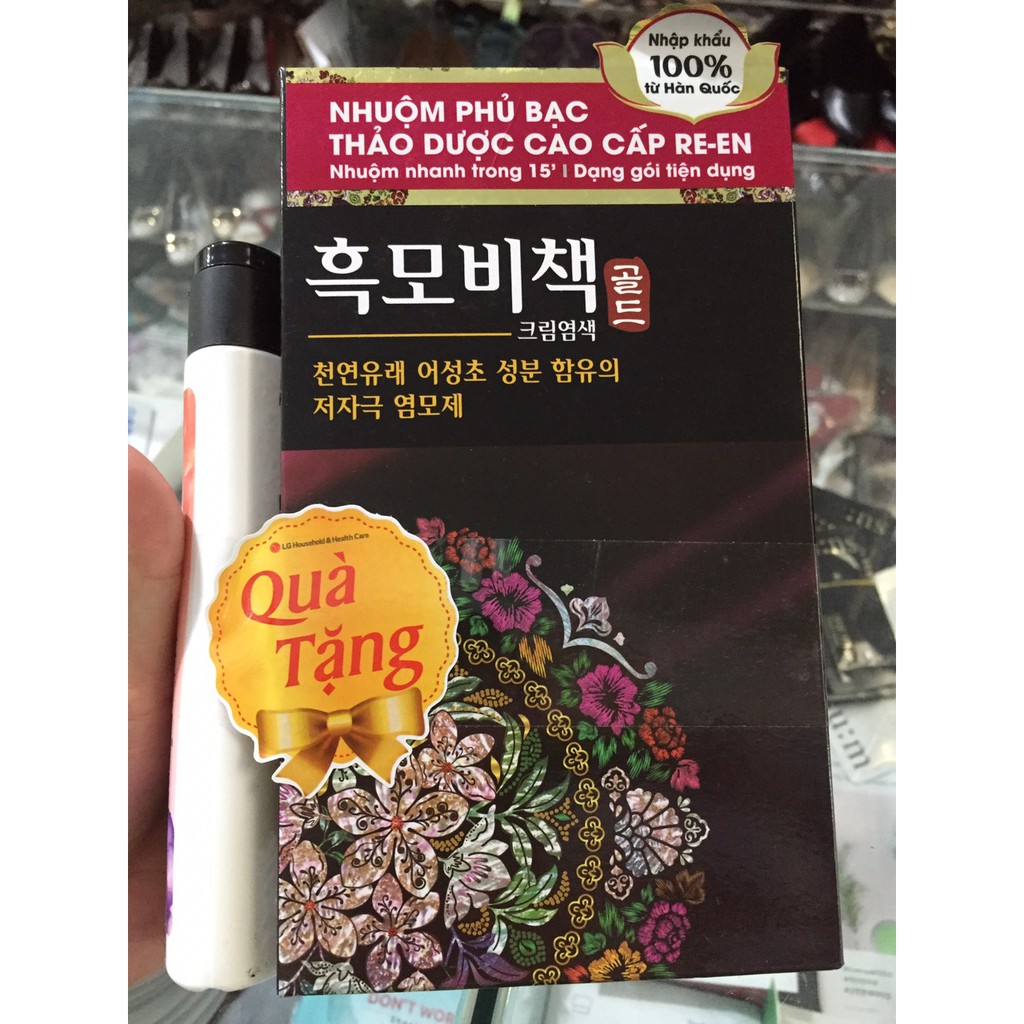 Nhập khẩu
100%
từ Hàn Quốc
NHUỘM PHỦ BẠC
THẢO DƯỢC CAO CẤP RE-EN
Nhuộm nhanh trong 15' | Dạng gói tiện dụng
흑모비책
골드
크림염색
천연유래 어성초 성분 함유의
저자극 염모제
LG Household & Health Care
Quà
Tặng
DON'T WOR